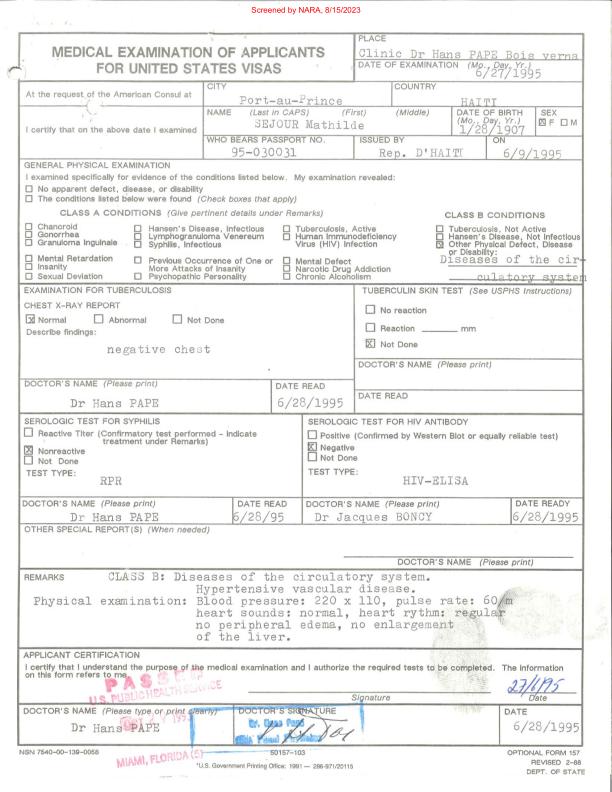 Screened by NARA, 8/15/2023
MEDICAL EXAMINATION OF APPLICANTS
FOR UNITED STATES VISAS
PLACE
Clinic Dr Hans PAPE Bois verna
DATE OF EXAMINATION (Mo., Day, Yr.)
6/27/1995
At the request of the American Consul at
CITY
Port-au-Prince
COUNTRY
HAITI
I certify that on the above date I examined
NAME (Last in CAPS) (First) (Middle)
SEJOUR Mathilde
DATE OF BIRTH
(Mo., Day, Yr.)
1/28/1907
SEX
☒ F ☐ M
WHO BEARS PASSPORT NO.
95-030031
ISSUED BY
Rep. D'HAITI
ON
6/9/1995
GENERAL PHYSICAL EXAMINATION
I examined specifically for evidence of the conditions listed below. My examination revealed:
☐ No apparent defect, disease, or disability
☐ The conditions listed below were found (Check boxes that apply)
CLASS A CONDITIONS (Give pertinent details under Remarks)
☐ Chancroid
☐ Gonorrhea
☐ Granuloma Inguinale
☐ Hansen's Disease, Infectious
☐ Lymphogranuloma Venereum
☐ Syphilis, Infectious
☐ Tuberculosis, Active
☐ Human Immunodeficiency
Virus (HIV) Infection
☐ Mental Retardation
☐ Insanity
☐ Sexual Deviation
☐ Previous Occurrence of One or
More Attacks of Insanity
☐ Psychopathic Personality
☐ Mental Defect
☐ Narcotic Drug Addiction
☐ Chronic Alcoholism
CLASS B CONDITIONS
☐ Tuberculosis, Not Active
☐ Hansen's Disease, Not Infectious
☒ Other Physical Defect, Disease
or Disability:
Diseases of the cir-
culatory system
EXAMINATION FOR TUBERCULOSIS
CHEST X-RAY REPORT
☒ Normal ☐ Abnormal ☐ Not Done
Describe findings:
negative chest
DOCTOR'S NAME (Please print)
Dr Hans PAPE
DATE READ
6/28/1995
TUBERCULIN SKIN TEST (See USPHS Instructions)
☐ No reaction
☐ Reaction ______ mm
☒ Not Done
DOCTOR'S NAME (Please print)
DATE READ
SEROLOGIC TEST FOR SYPHILIS
☐ Reactive Titer (Confirmatory test performed - Indicate
treatment under Remarks)
☒ Nonreactive
☐ Not Done
TEST TYPE:
RPR
DOCTOR'S NAME (Please print)
Dr Hans PAPE
DATE READ
6/28/95
SEROLOGIC TEST FOR HIV ANTIBODY
☐ Positive (Confirmed by Western Blot or equally reliable test)
☒ Negative
☐ Not Done
TEST TYPE:
HIV-ELISA
DOCTOR'S NAME (Please print)
Dr Jacques BONCY
DATE READY
6/28/1995
OTHER SPECIAL REPORT(S) (When needed)
DOCTOR'S NAME (Please print)
REMARKS CLASS B: Diseases of the circulatory system.
Hypertensive vascular disease.
Physical examination: Blood pressure: 220 x 110, pulse rate: 60/m
heart sounds: normal, heart rythm: regular
no peripheral edema, no enlargement
of the liver.
APPLICANT CERTIFICATION
I certify that I understand the purpose of the medical examination and I authorize the required tests to be completed. The information
on this form refers to me.
PASSED
U.S. PUBLIC HEALTH SERVICE
MIAMI, FLORIDA (5)
Signature
27/6/95
Date
DOCTOR'S NAME (Please type or print clearly)
Dr Hans PAPE
DOCTOR'S SIGNATURE
Dr. Hans Pape
DATE
6/28/1995
NSN 7540-00-139-0058
50157-103
OPTIONAL FORM 157
REVISED 2-88
DEPT. OF STATE
*U.S. Government Printing Office: 1991 — 286-971/20115